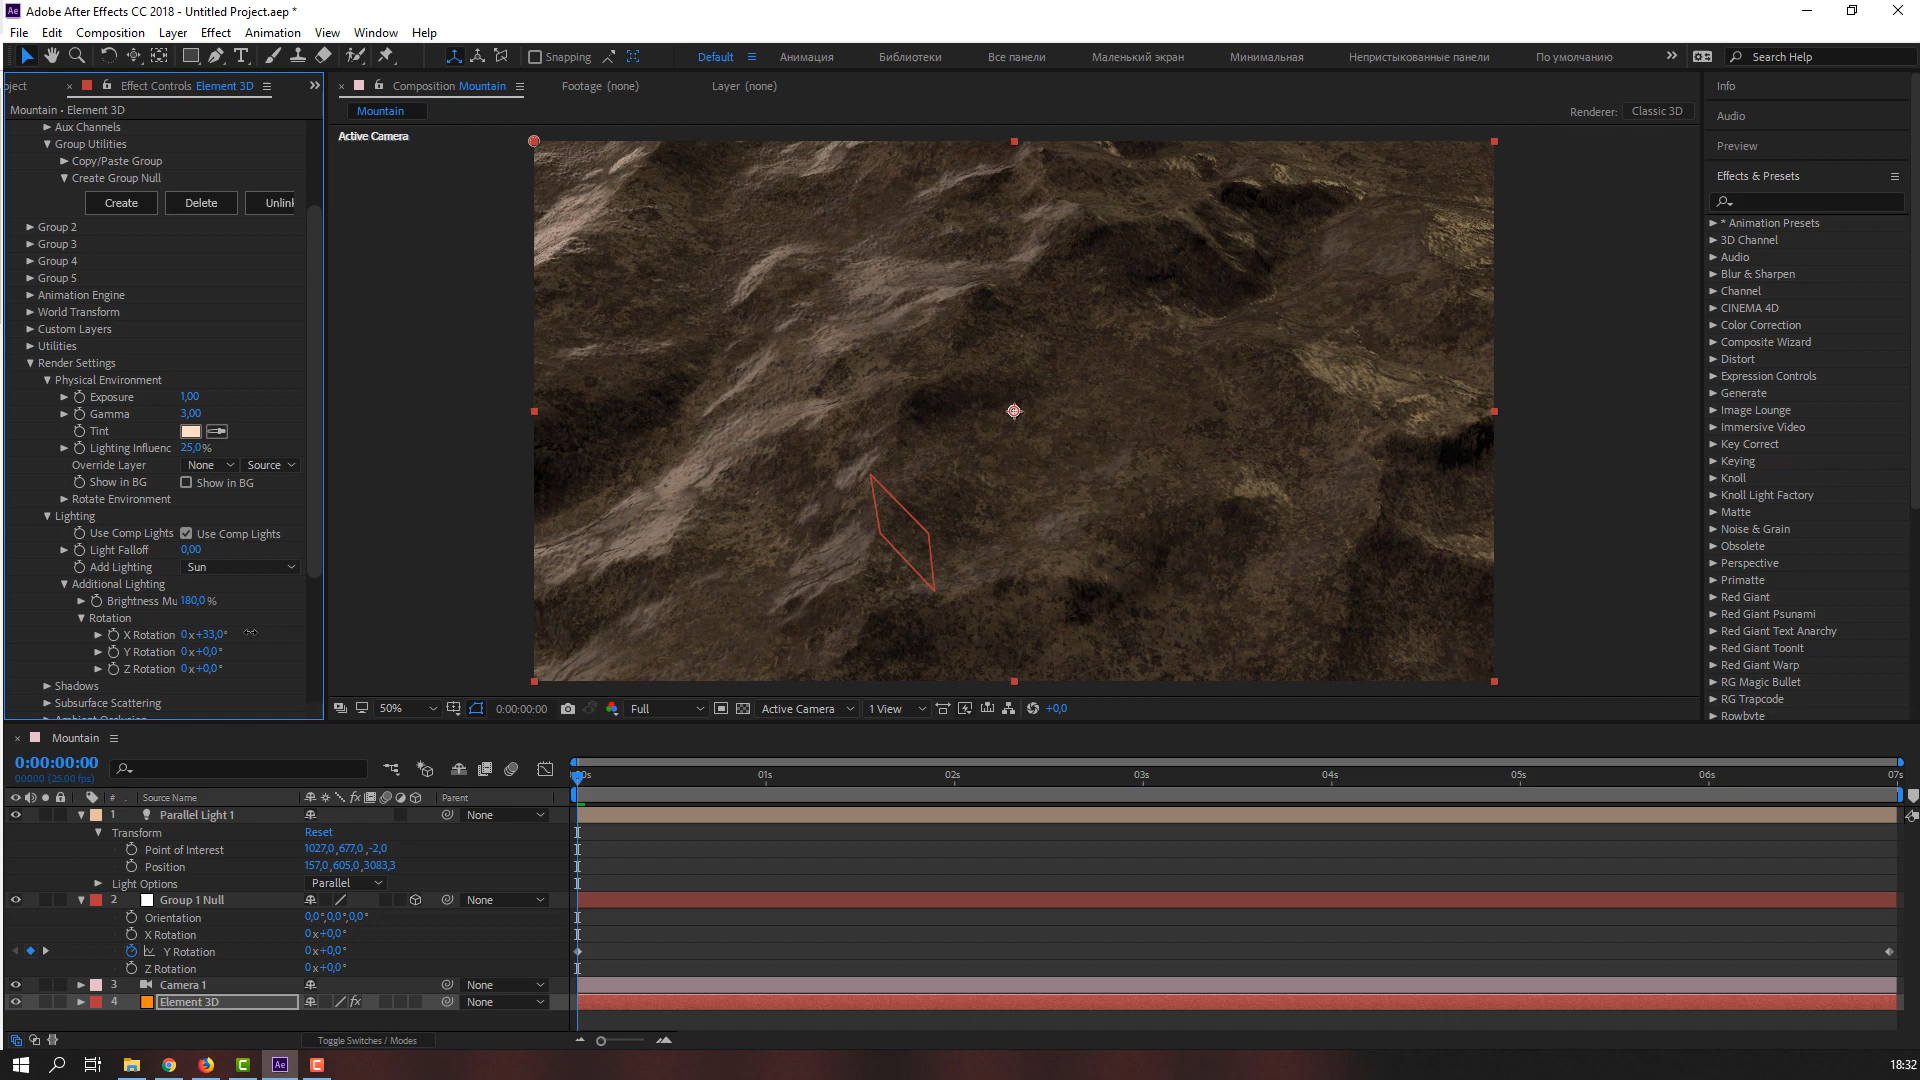 Adobe After Effects CC 2018 - Untitled Project.aep *
File Edit Composition Layer Effect Animation View Window Help
Snapping Default Анимация Библиотеки Все панели Маленький экран Минимальная Непристыкованные панели По умолчанию Search Help
oject Effect Controls Element 3D Composition Mountain Footage (none) Layer (none) Info
Mountain • Element 3D Mountain Renderer: Classic 3D
Audio
Preview
Active Camera
Aux Channels
Group Utilities
Copy/Paste Group
Create Group Null
Create Delete Unlink
Group 2
Group 3
Group 4
Group 5
Animation Engine
World Transform
Custom Layers
Utilities
Render Settings
Physical Environment
Exposure 1,00
Gamma 3,00
Tint
Lighting Influenc 25,0%
Override Layer None Source
Show in BG Show in BG
Rotate Environment
Lighting
Use Comp Lights Use Comp Lights
Light Falloff 0,00
Add Lighting Sun
Additional Lighting
Brightness Mu 180,0%
Rotation
X Rotation 0x+33,0°
Y Rotation 0x+0,0°
Z Rotation 0x+0,0°
Shadows
Subsurface Scattering
Effects & Presets
* Animation Presets
3D Channel
Audio
Blur & Sharpen
Channel
CINEMA 4D
Color Correction
Composite Wizard
Distort
Expression Controls
Generate
Image Lounge
Immersive Video
Key Correct
Keying
Knoll
Knoll Light Factory
Matte
Noise & Grain
Obsolete
Perspective
Primatte
Red Giant
Red Giant Psunami
Red Giant Text Anarchy
Red Giant ToonIt
Red Giant Warp
RG Magic Bullet
RG Trapcode
Rowbyte
50% 0:00:00:00 Full Active Camera 1 View +0,0
Mountain
0:00:00:00
00000 (25.00 fps)
00s 01s 02s 03s 04s 05s 06s 07s
# Source Name Parent
1 Parallel Light 1 None
Transform Reset
Point of Interest 1027,0,677,0,-2,0
Position 157,0,605,0,3083,3
Light Options Parallel
2 Group 1 Null None
Orientation 0,0°,0,0°,0,0°
X Rotation 0x+0,0°
Y Rotation 0x+0,0°
Z Rotation 0x+0,0°
3 Camera 1 None
4 Element 3D None
Toggle Switches / Modes
18:32